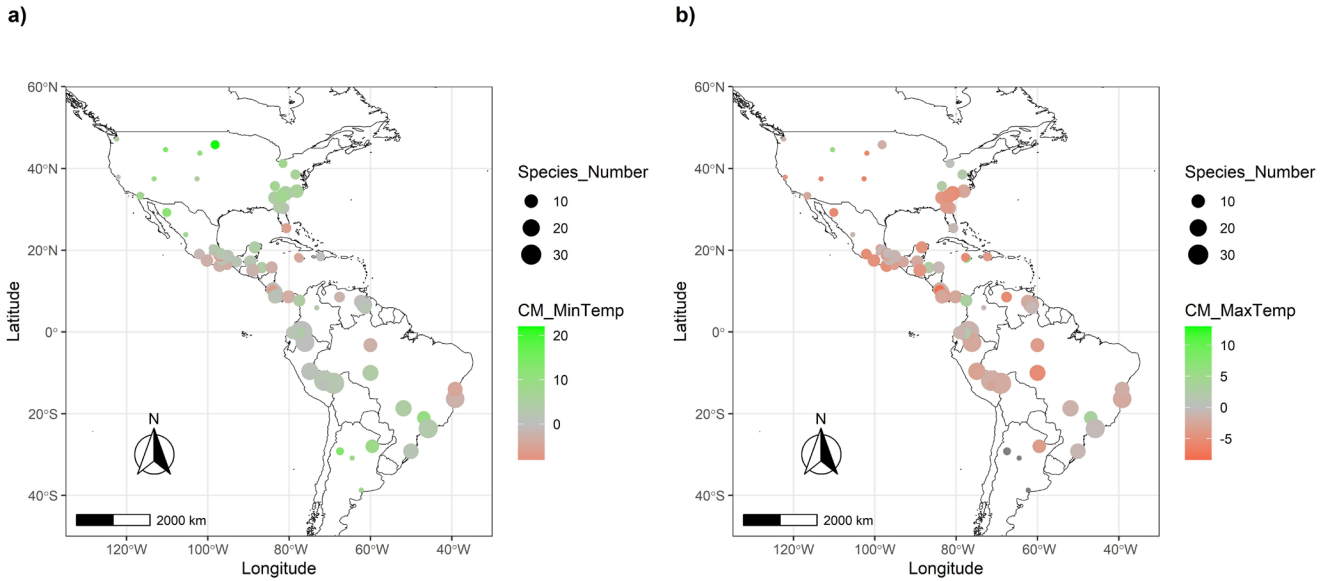 a)
60°N
40°N
20°N
0°
20°S
40°S
Latitude
N
2000 km
120°W
100°W
80°W
60°W
40°W
Longitude
Species_Number
10
20
30
CM_MinTemp
20
10
0
b)
60°N
40°N
20°N
0°
20°S
40°S
Latitude
N
2000 km
120°W
100°W
80°W
60°W
40°W
Longitude
Species_Number
10
20
30
CM_MaxTemp
10
5
0
-5